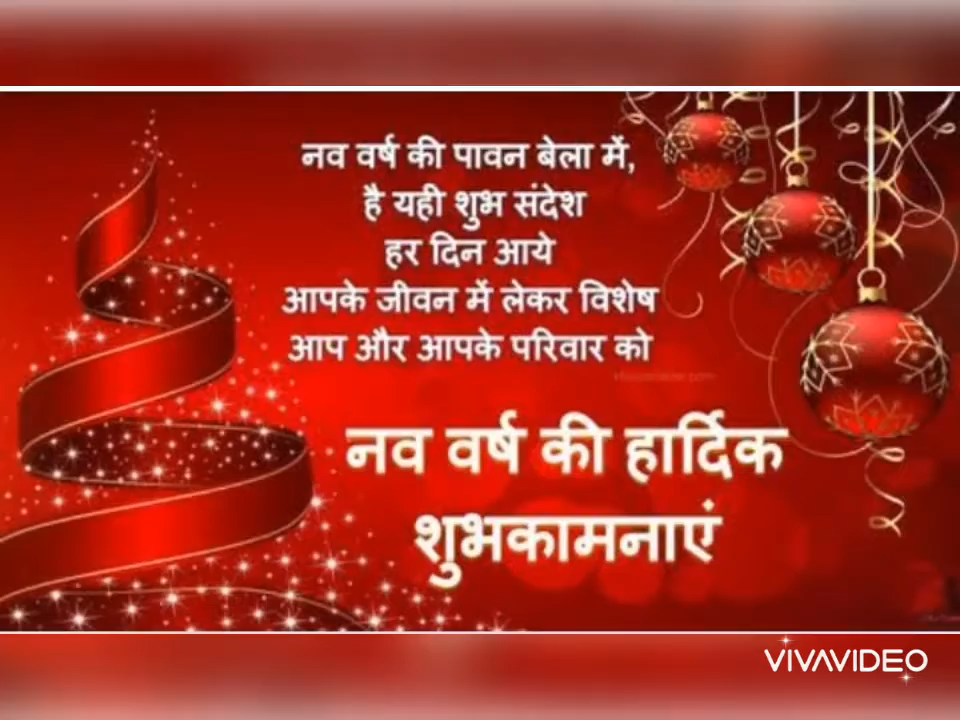 नव वर्ष की पावन बेला में,
है यही शुभ संदेश
हर दिन आये
आपके जीवन में लेकर विशेष
आप और आपके परिवार को
नव वर्ष की हार्दिक
शुभकामनाएं
VIVAVIDEO